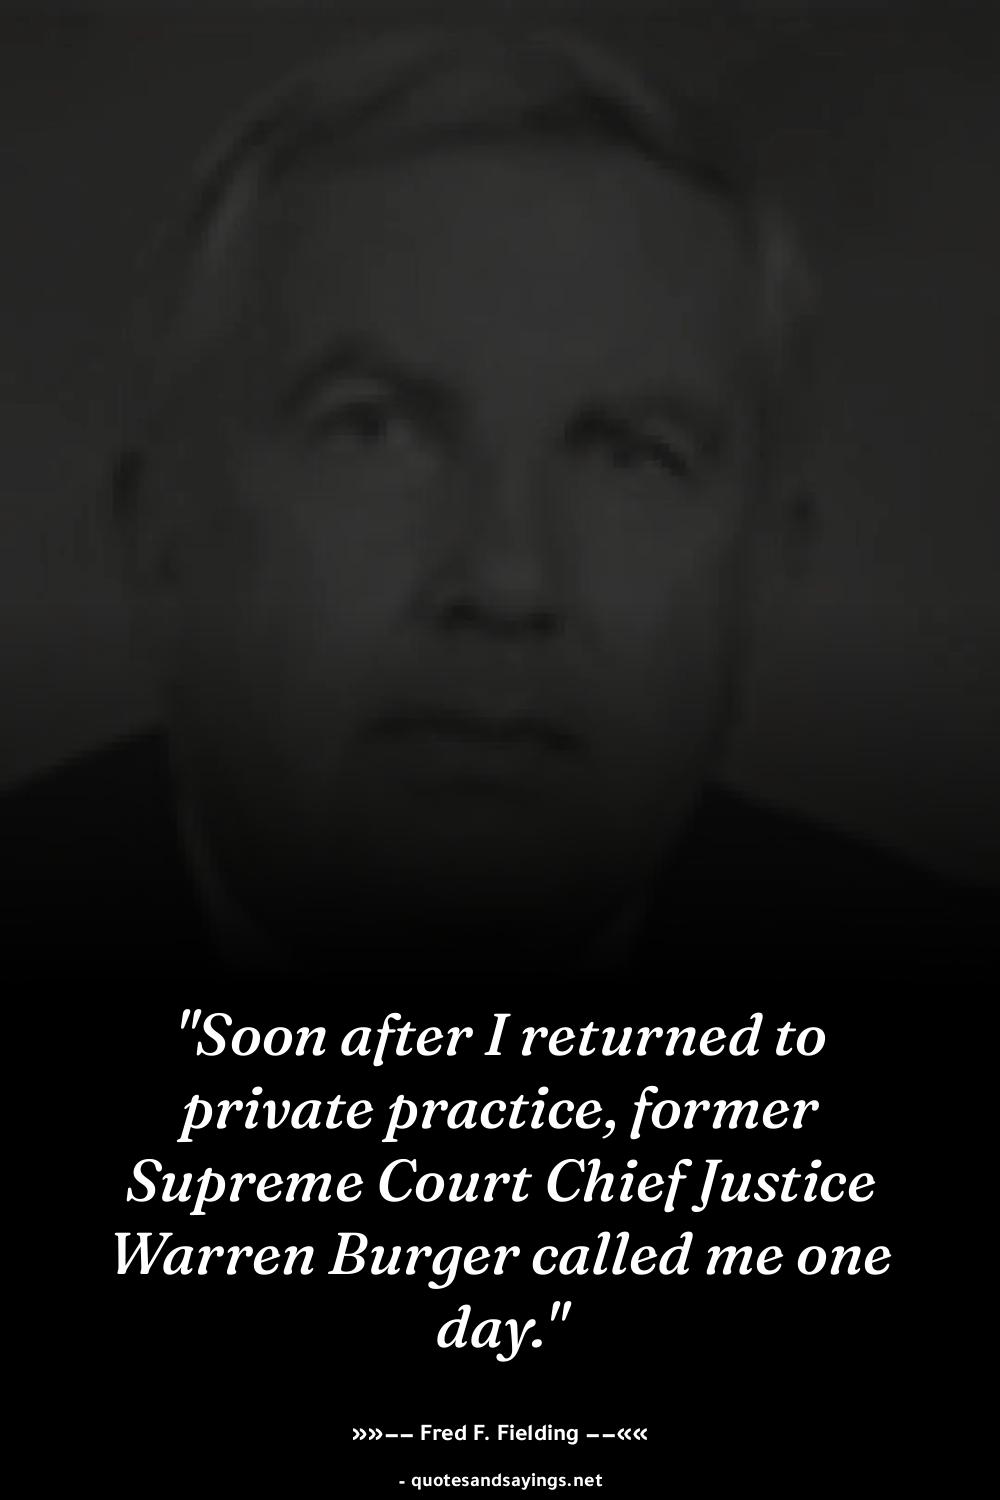 "Soon after I returned to
private practice, former
Supreme Court Chief Justice
Warren Burger called me one
day."
»»–– Fred F. Fielding ––««
- quotesandsayings.net